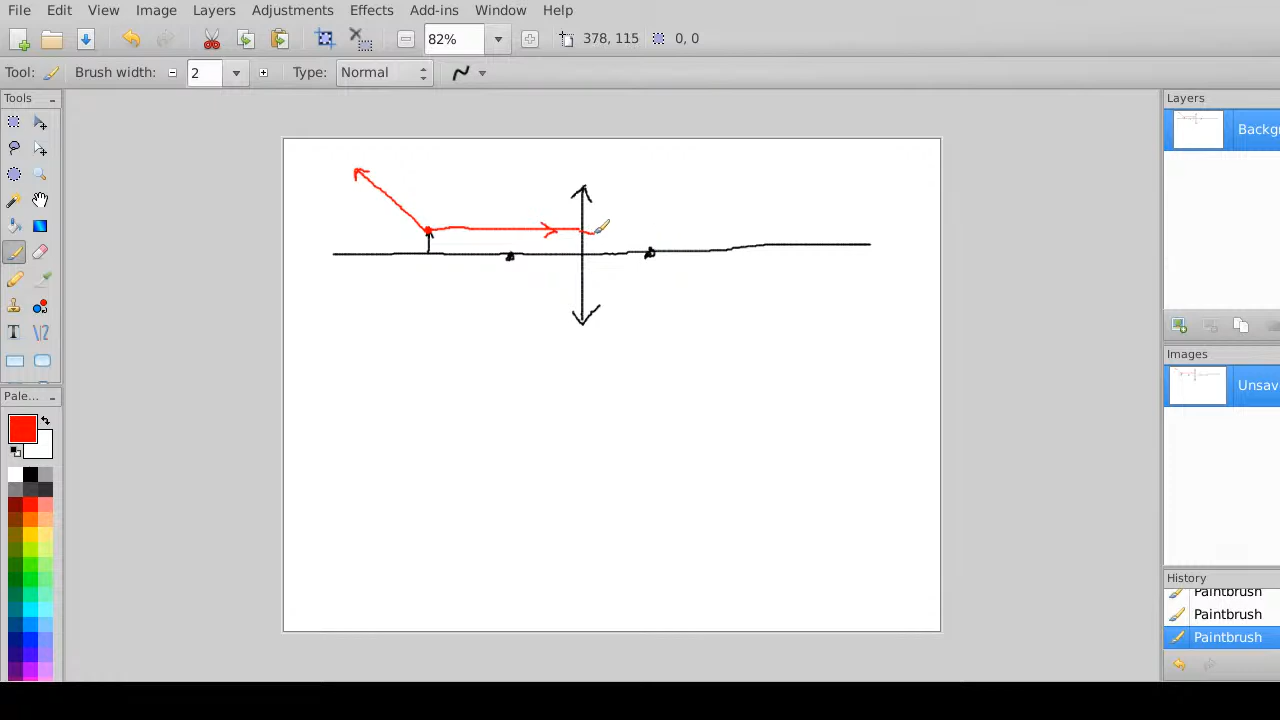 File Edit View Image Layers Adjustments Effects Add-ins Window Help
82% 378, 115 0, 0
Tool: Brush width: 2 Type: Normal
Tools
T
Pale...
Layers
Backg
Images
Unsav
History
Paintbrush
Paintbrush
Paintbrush